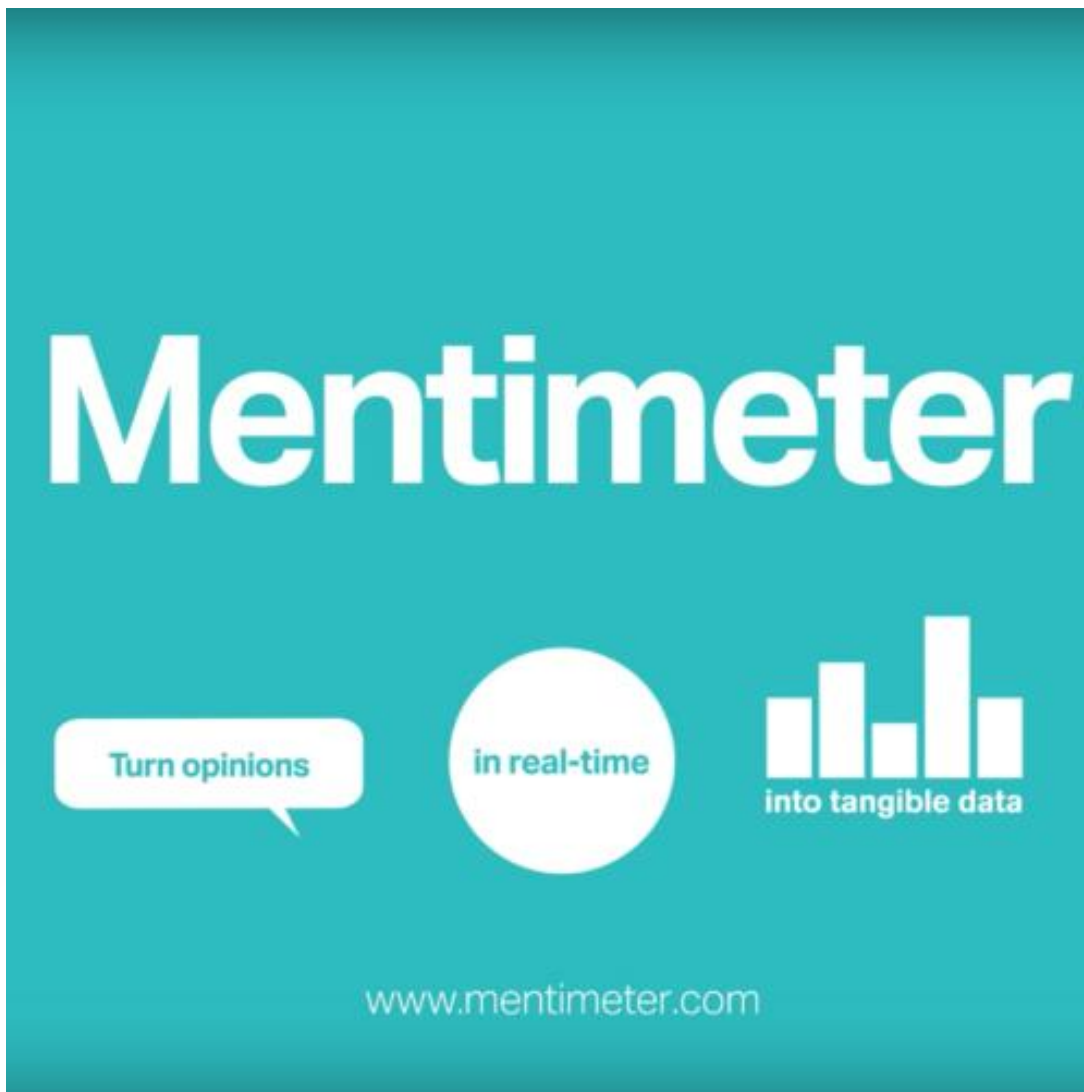 Mentimeter
Turn opinions
in real-time
into tangible data
www.mentimeter.com